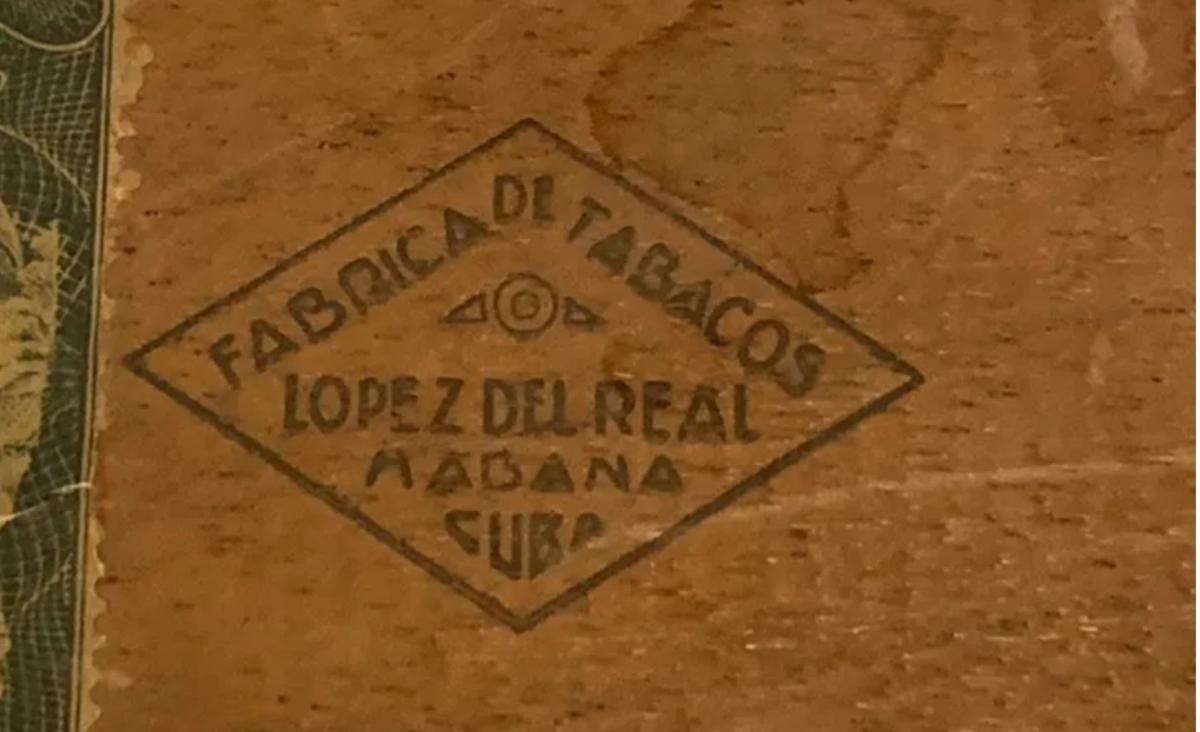 FABRICA DE TABACOS
LOPEZ DEL REAL
HABANA
CUBA